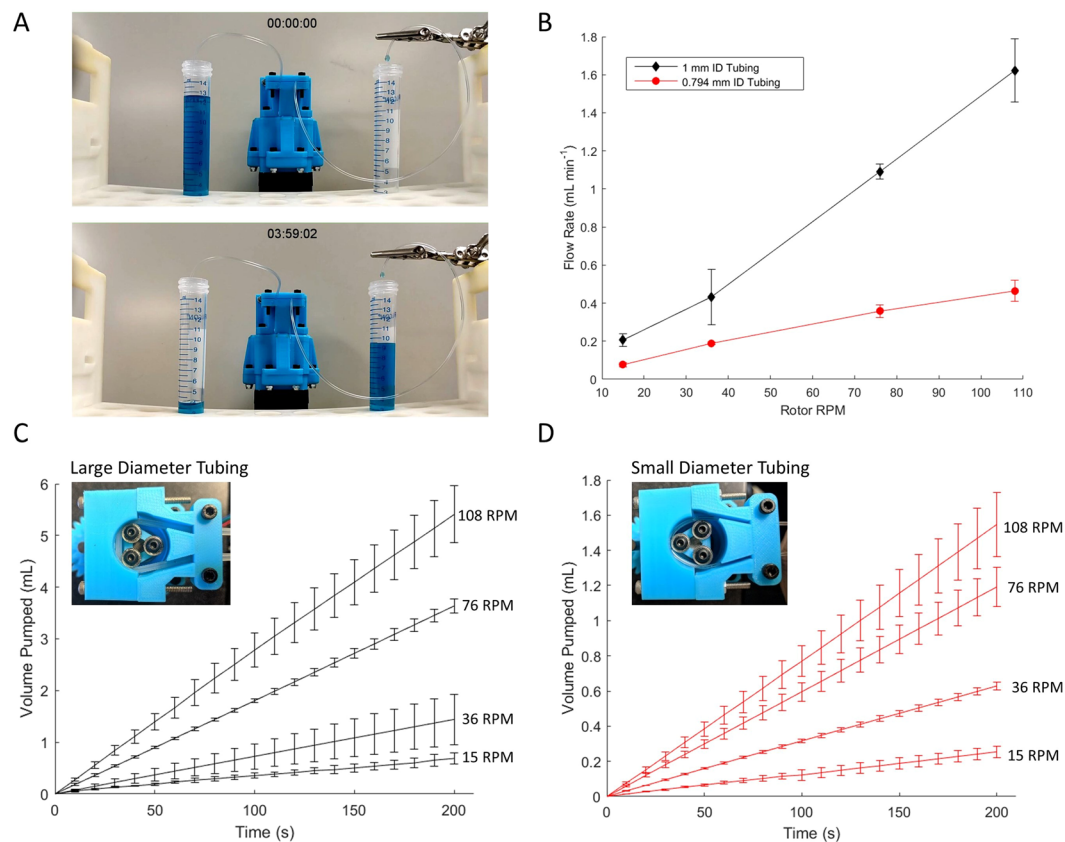 A
00:00:00
03:59:02
B
1 mm ID Tubing
0.794 mm ID Tubing
Flow Rate (mL min⁻¹)
1.8
1.6
1.4
1.2
1
0.8
0.6
0.4
0.2
0
10 20 30 40 50 60 70 80 90 100 110
Rotor RPM
C
Large Diameter Tubing
Volume Pumped (mL)
6
5
4
3
2
1
0
108 RPM
76 RPM
36 RPM
15 RPM
0 50 100 150 200
Time (s)
D
Small Diameter Tubing
Volume Pumped (mL)
1.8
1.6
1.4
1.2
1
0.8
0.6
0.4
0.2
0
108 RPM
76 RPM
36 RPM
15 RPM
0 50 100 150 200
Time (s)